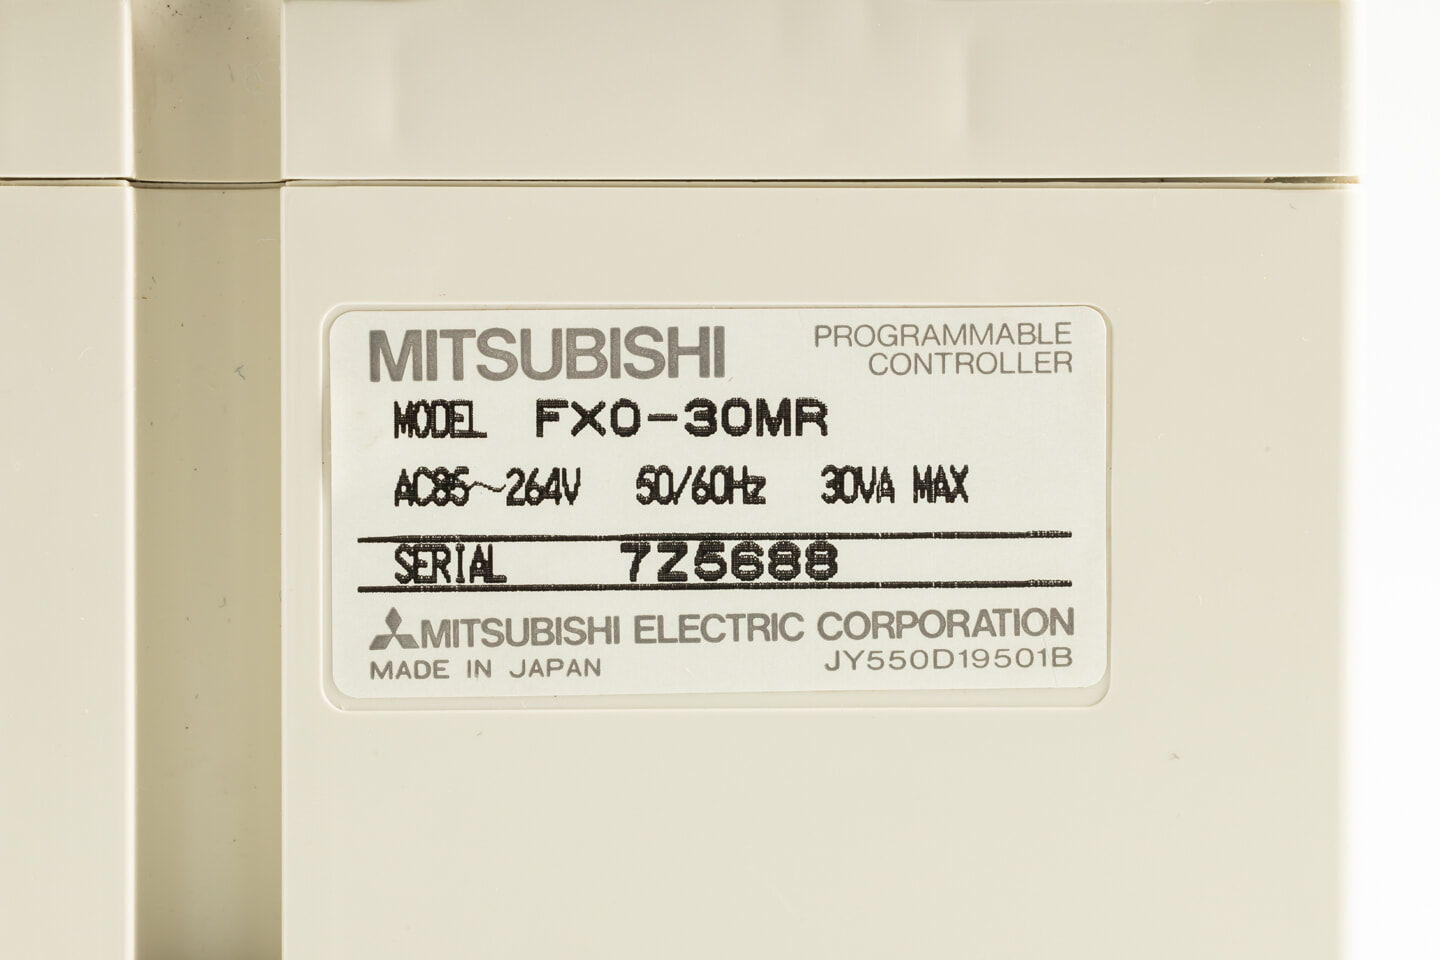 MITSUBISHI PROGRAMMABLE
CONTROLLER
MODEL FX0-30MR
AC85~264V 50/60Hz 30VA MAX
SERIAL 7Z5688
MITSUBISHI ELECTRIC CORPORATION
MADE IN JAPAN JY550D19501B